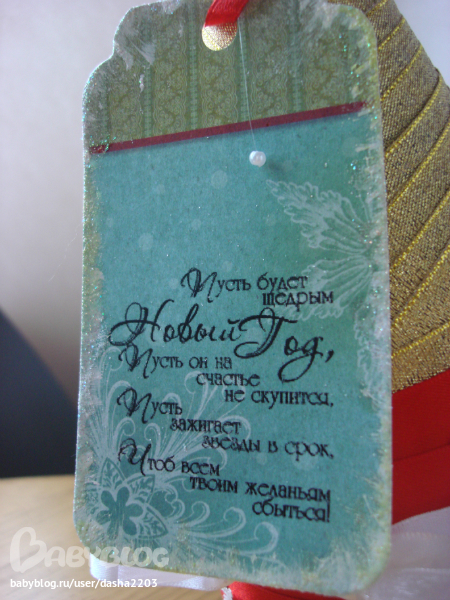 Пусть будет
щедрым
Новый Год,
Пусть он на
счастье
не скупится,
Пусть
зажигает
звезды в срок,
Чтоб всем
твоим желаньям
сбыться!
BABYBLOG
babyblog.ru/user/dasha2203